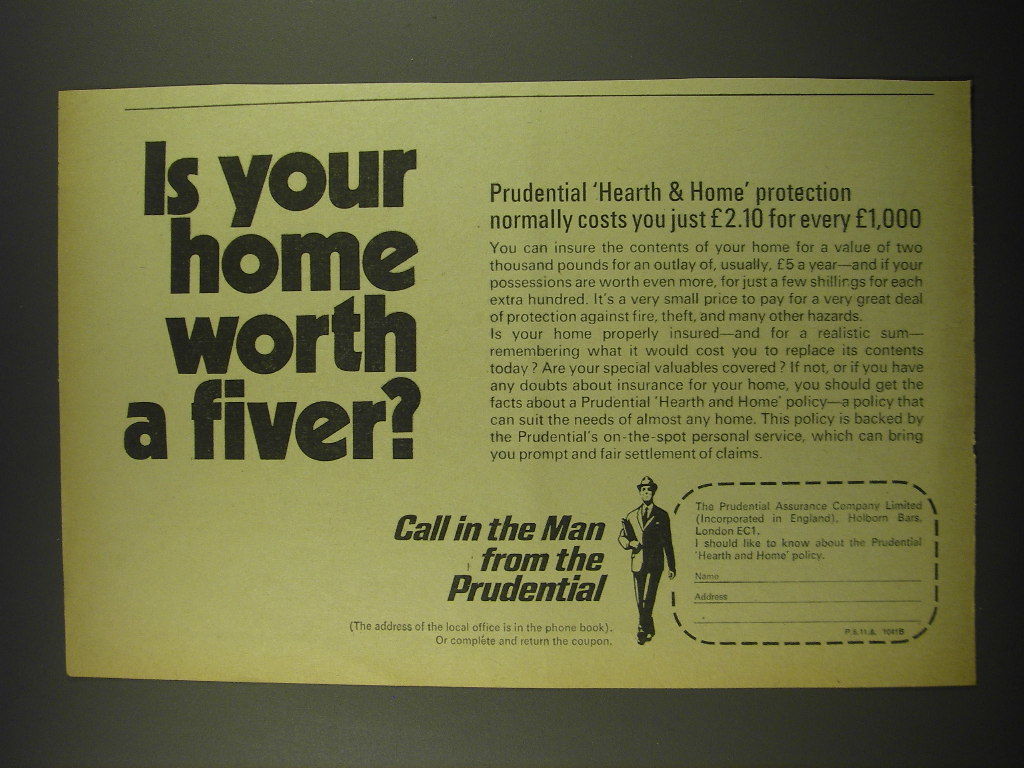 Is your
home
worth
a fiver?
Prudential ‘Hearth & Home’ protection
normally costs you just £2.10 for every £1,000
You can insure the contents of your home for a value of two
thousand pounds for an outlay of, usually, £5 a year—and if your
possessions are worth even more, for just a few shillings for each
extra hundred. It's a very small price to pay for a very great deal
of protection against fire, theft, and many other hazards.
Is your home properly insured—and for a realistic sum—
remembering what it would cost you to replace its contents
today? Are your special valuables covered? If not, or if you have
any doubts about insurance for your home, you should get the
facts about a Prudential 'Hearth and Home' policy—a policy that
can suit the needs of almost any home. This policy is backed by
the Prudential's on-the-spot personal service, which can bring
you prompt and fair settlement of claims.
Call in the Man
from the
Prudential
(The address of the local office is in the phone book).
Or complete and return the coupon.
The Prudential Assurance Company Limited
(Incorporated in England), Holborn Bars,
London EC1.
I should like to know about the Prudential
'Hearth and Home' policy.
Name
Address